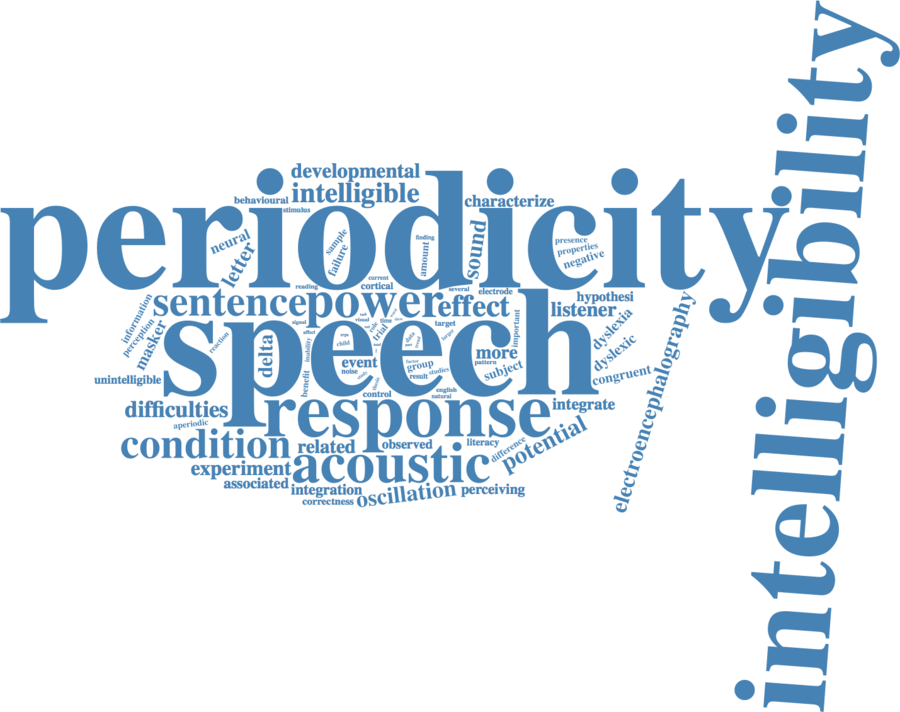 intelligibility
developmental
behavioural
intelligible
characterize
stimulus
periodicity
neural
letter
sample
failure
finding
amount
sound
presence
properties
negative
current
cortical
reading
several
electrode
sentence
power
effect
hypothesi
listener
information
perception
masker
reaction
signal
visual
time
target
larger
important
dyslexia
dyslexic
congruent
electroencephalography
speech
delta
effort
inability
child
role
trial
event
noise
factor
group
result
studies
more
pattern
subject
unintelligible
benefit
control
english
natural
difficulties
aperiodic
response
integrate
condition
related
observed
literacy
difference
potential
experiment
acoustic
associated
integration
correctness
oscillation
perceiving